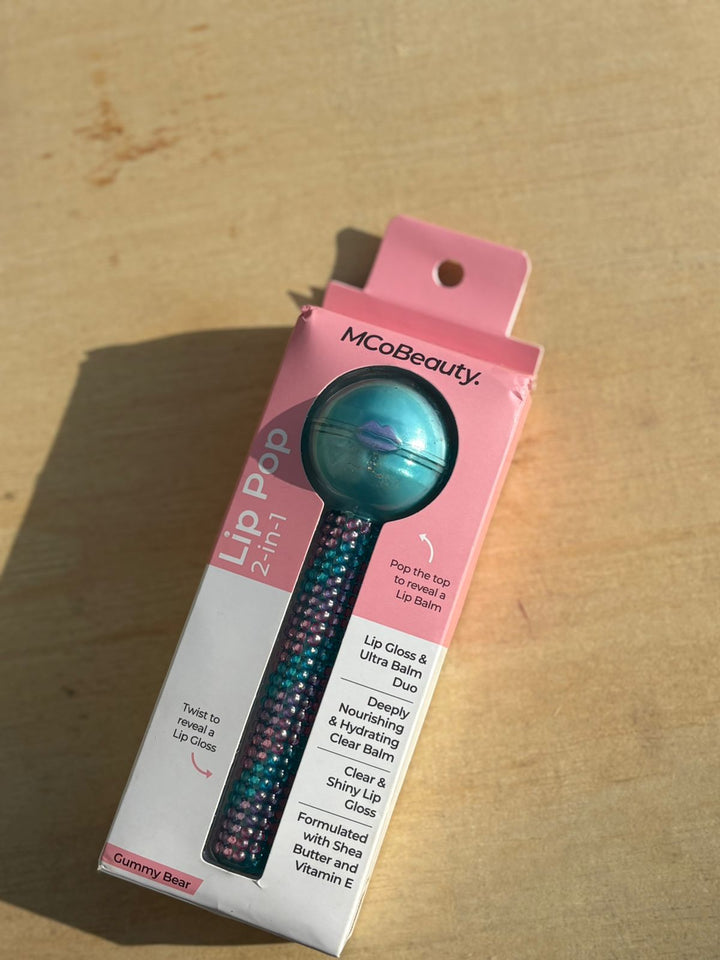 MCoBeauty.
Lip Pop
2-in-1
Pop the top
to reveal a
Lip Balm
Lip Gloss &
Ultra Balm
Duo
Deeply
Nourishing
& Hydrating
Clear Balm
Clear &
Shiny Lip
Gloss
Formulated
with Shea
Butter and
Vitamin E
Twist to
reveal a
Lip Gloss
Gummy Bear